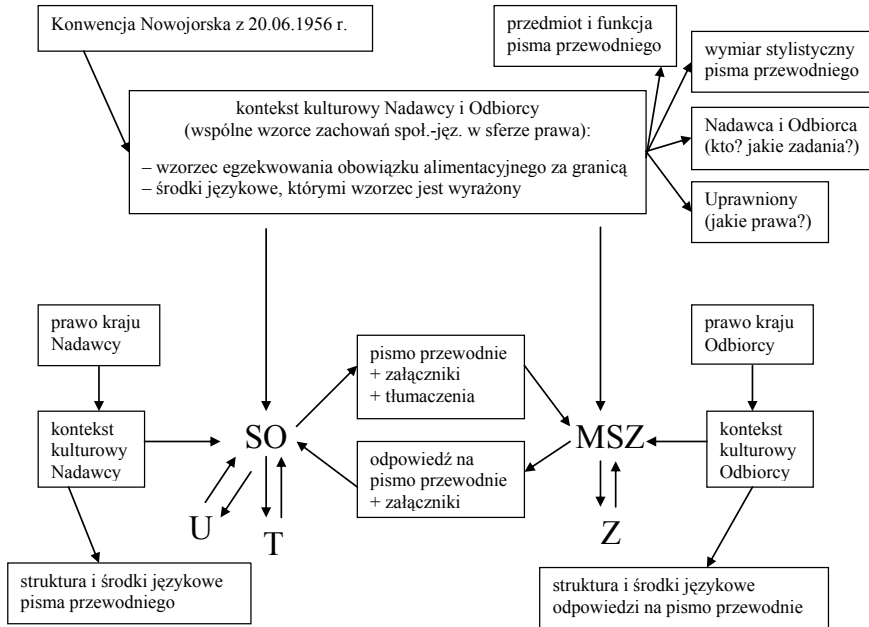 Konwencja Nowojorska z 20.06.1956 r.
przedmiot i funkcja
pisma przewodniego
wymiar stylistyczny
pisma przewodniego
kontekst kulturowy Nadawcy i Odbiorcy
(wspólne wzorce zachowań społ.-jęz. w sferze prawa):
– wzorzec egzekwowania obowiązku alimentacyjnego za granicą
– środki językowe, którymi wzorzec jest wyrażony
Nadawca i Odbiorca
(kto? jakie zadania?)
Uprawniony
(jakie prawa?)
prawo kraju
Nadawcy
pismo przewodnie
+ załączniki
+ tłumaczenia
prawo kraju
Odbiorcy
kontekst
kulturowy
Nadawcy
SO
odpowiedź na
pismo przewodnie
+ załączniki
MSZ
kontekst
kulturowy
Odbiorcy
U
T
Z
struktura i środki językowe
pisma przewodniego
struktura i środki językowe
odpowiedzi na pismo przewodnie